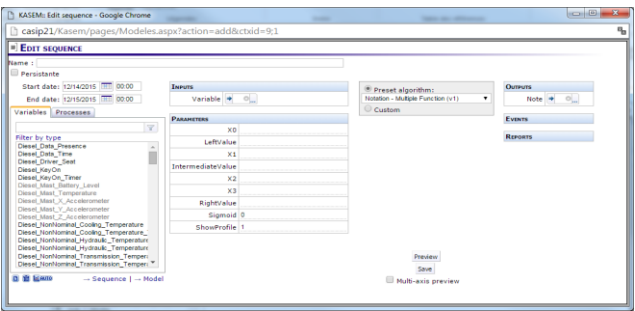 KASEM: Edit sequence - Google Chrome
casip21/Kasem/pages/Modeles.aspx?action=add&ctxid=9;1
EDIT SEQUENCE
Name :
Persistante
Start date: 12/14/2015 00:00
End date: 12/15/2015 00:00
Variables Processes
Filter by type
Diesel_Data_Presence
Diesel_Data_Time
Diesel_Driver_Seat
Diesel_KeyOn
Diesel_KeyOn_Timer
Diesel_Mast_Battery_Level
Diesel_Mast_Temperature
Diesel_Mast_X_Accelerometer
Diesel_Mast_Y_Accelerometer
Diesel_Mast_Z_Accelerometer
Diesel_NonNominal_Cooling_Temperature
Diesel_NonNominal_Cooling_Temperature_
Diesel_NonNominal_Hydraulic_Temperature
Diesel_NonNominal_Hydraulic_Temperature
Diesel_NonNominal_Transmission_Tempera
Diesel_NonNominal_Transmission_Tempera
AUTO → Sequence | → Model
INPUTS
Variable
PARAMETERS
X0
LeftValue
X1
IntermediateValue
X2
X3
RightValue
Sigmoid 0
ShowProfile 1
Preset algorithm:
Notation - Multiple Function (v1)
Custom
Preview
Save
Multi-axis preview
OUTPUTS
Note
EVENTS
REPORTS